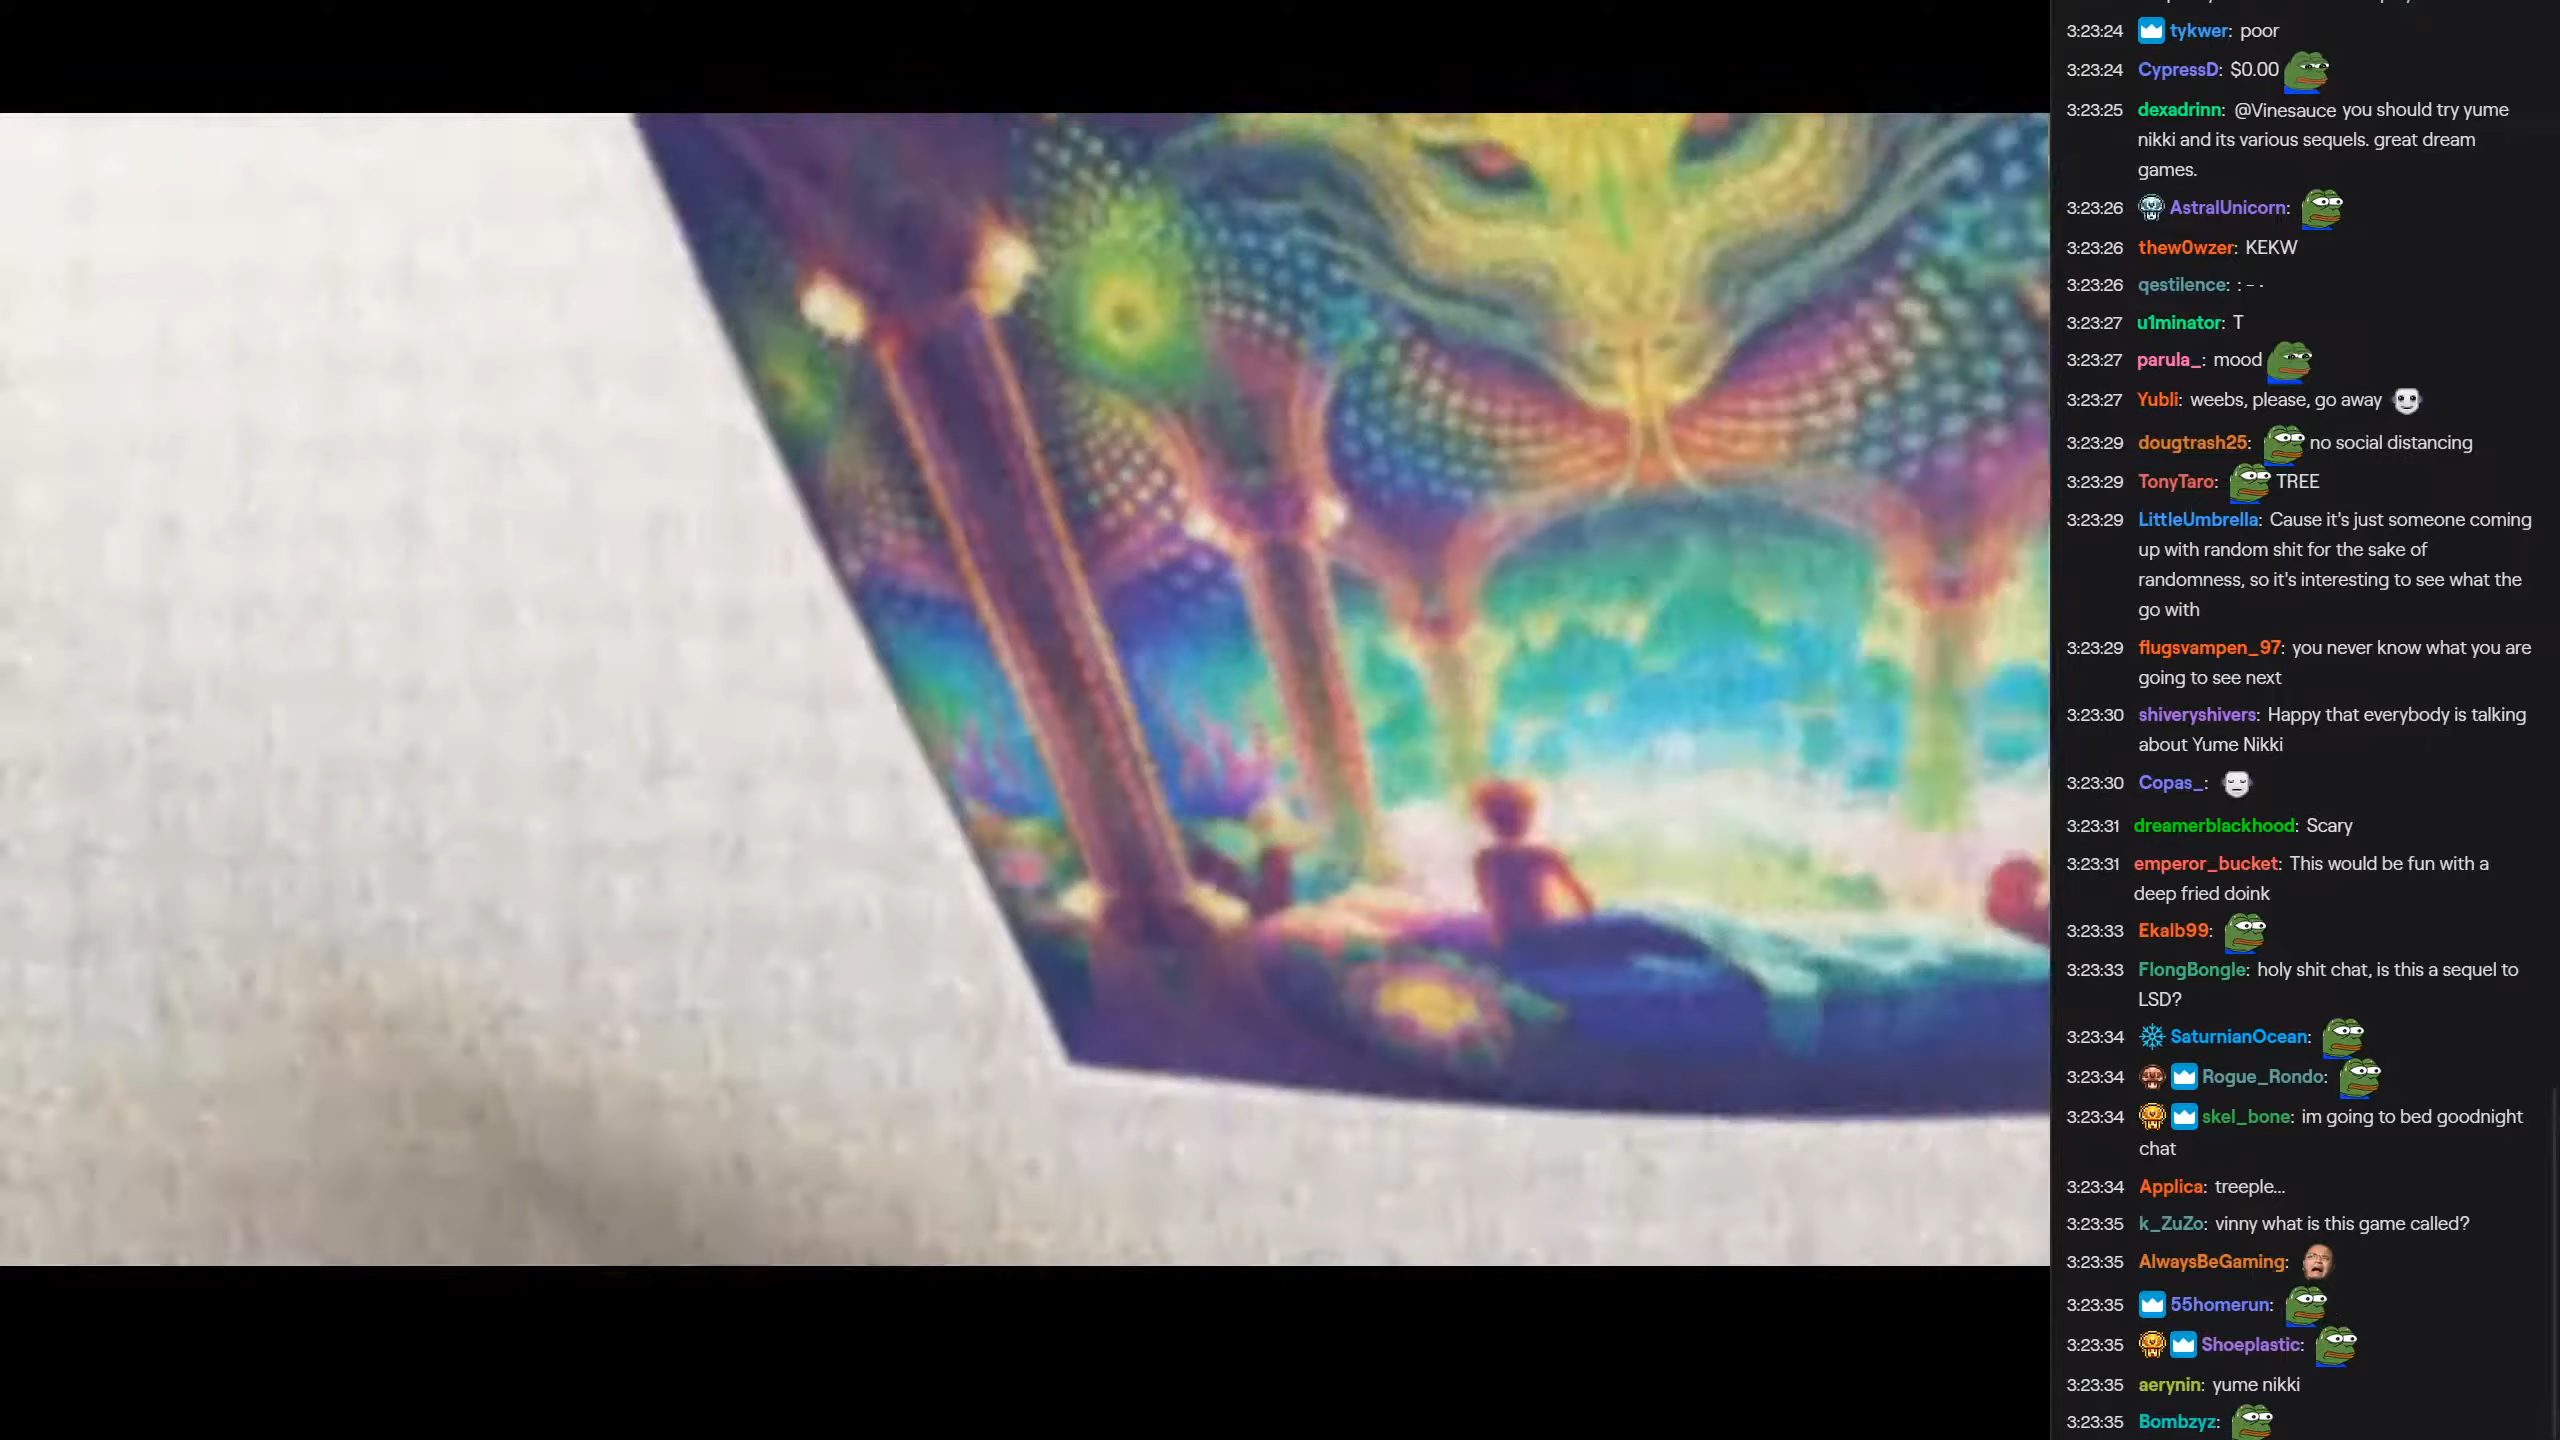 3:23:24 tykwer: poor
3:23:24 CypressD: $0.00
3:23:25 dexadrinn: @Vinesauce you should try yume
nikki and its various sequels. great dream
games.
3:23:26 AstralUnicorn:
3:23:26 thew0wzer: KEKW
3:23:26 qestilence: : - ·
3:23:27 u1minator: T
3:23:27 parula_: mood
3:23:27 Yubli: weebs, please, go away
3:23:29 dougtrash25: no social distancing
3:23:29 TonyTaro: TREE
3:23:29 LittleUmbrella: Cause it's just someone coming
up with random shit for the sake of
randomness, so it's interesting to see what the
go with
3:23:29 flugsvampen_97: you never know what you are
going to see next
3:23:30 shiveryshivers: Happy that everybody is talking
about Yume Nikki
3:23:30 Copas_:
3:23:31 dreamerblackhood: Scary
3:23:31 emperor_bucket: This would be fun with a
deep fried doink
3:23:33 Ekalb99:
3:23:33 FlongBongle: holy shit chat, is this a sequel to
LSD?
3:23:34 SaturnianOcean:
3:23:34 Rogue_Rondo:
3:23:34 skel_bone: im going to bed goodnight
chat
3:23:34 Applica: treeple...
3:23:35 k_ZuZo: vinny what is this game called?
3:23:35 AlwaysBeGaming:
3:23:35 55homerun:
3:23:35 Shoeplastic:
3:23:35 aerynin: yume nikki
3:23:35 Bombzyz: